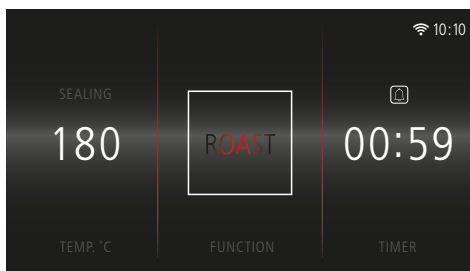 10:10
SEALING
180
ROAST
00:59
TEMP. °C
FUNCTION
TIMER